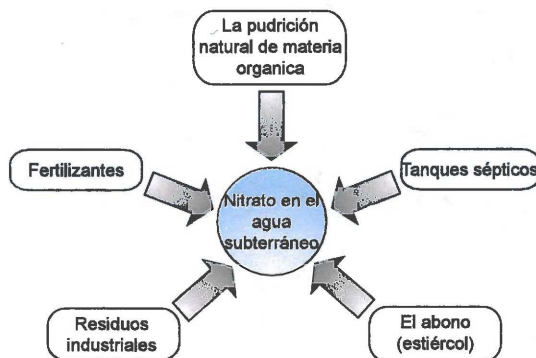 La pudrición
natural de materia
organica
Fertilizantes
Tanques sépticos
Nitrato en el
agua
subterráneo
Residuos
industriales
El abono
(estiércol)